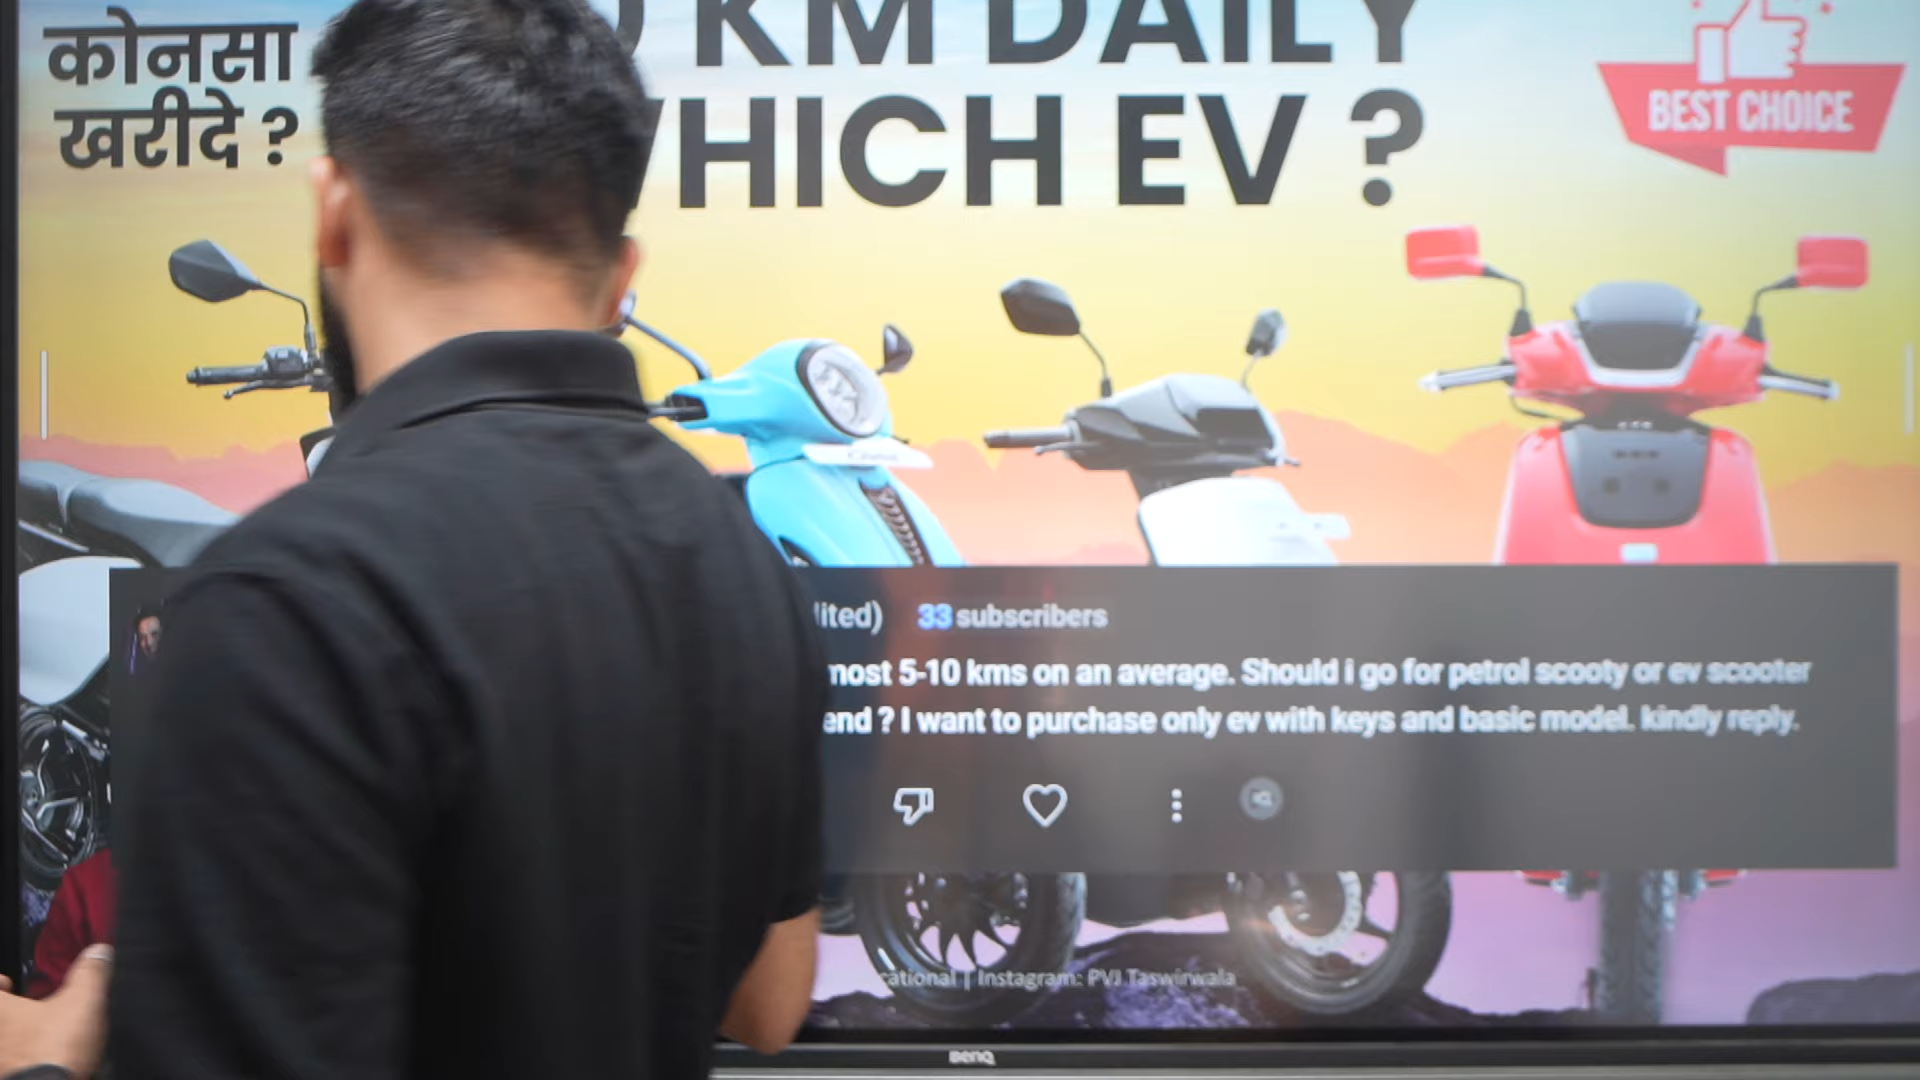 कोनसा
खरीदे ?
KM DAILY
WHICH EV ?
BEST CHOICE
33 subscribers
most 5-10 kms on an average. Should i go for petrol scooty or ev scooter
? I want to purchase only ev with keys and basic model. kindly reply.
| Instagram: PVJ Taswirwala
BenQ